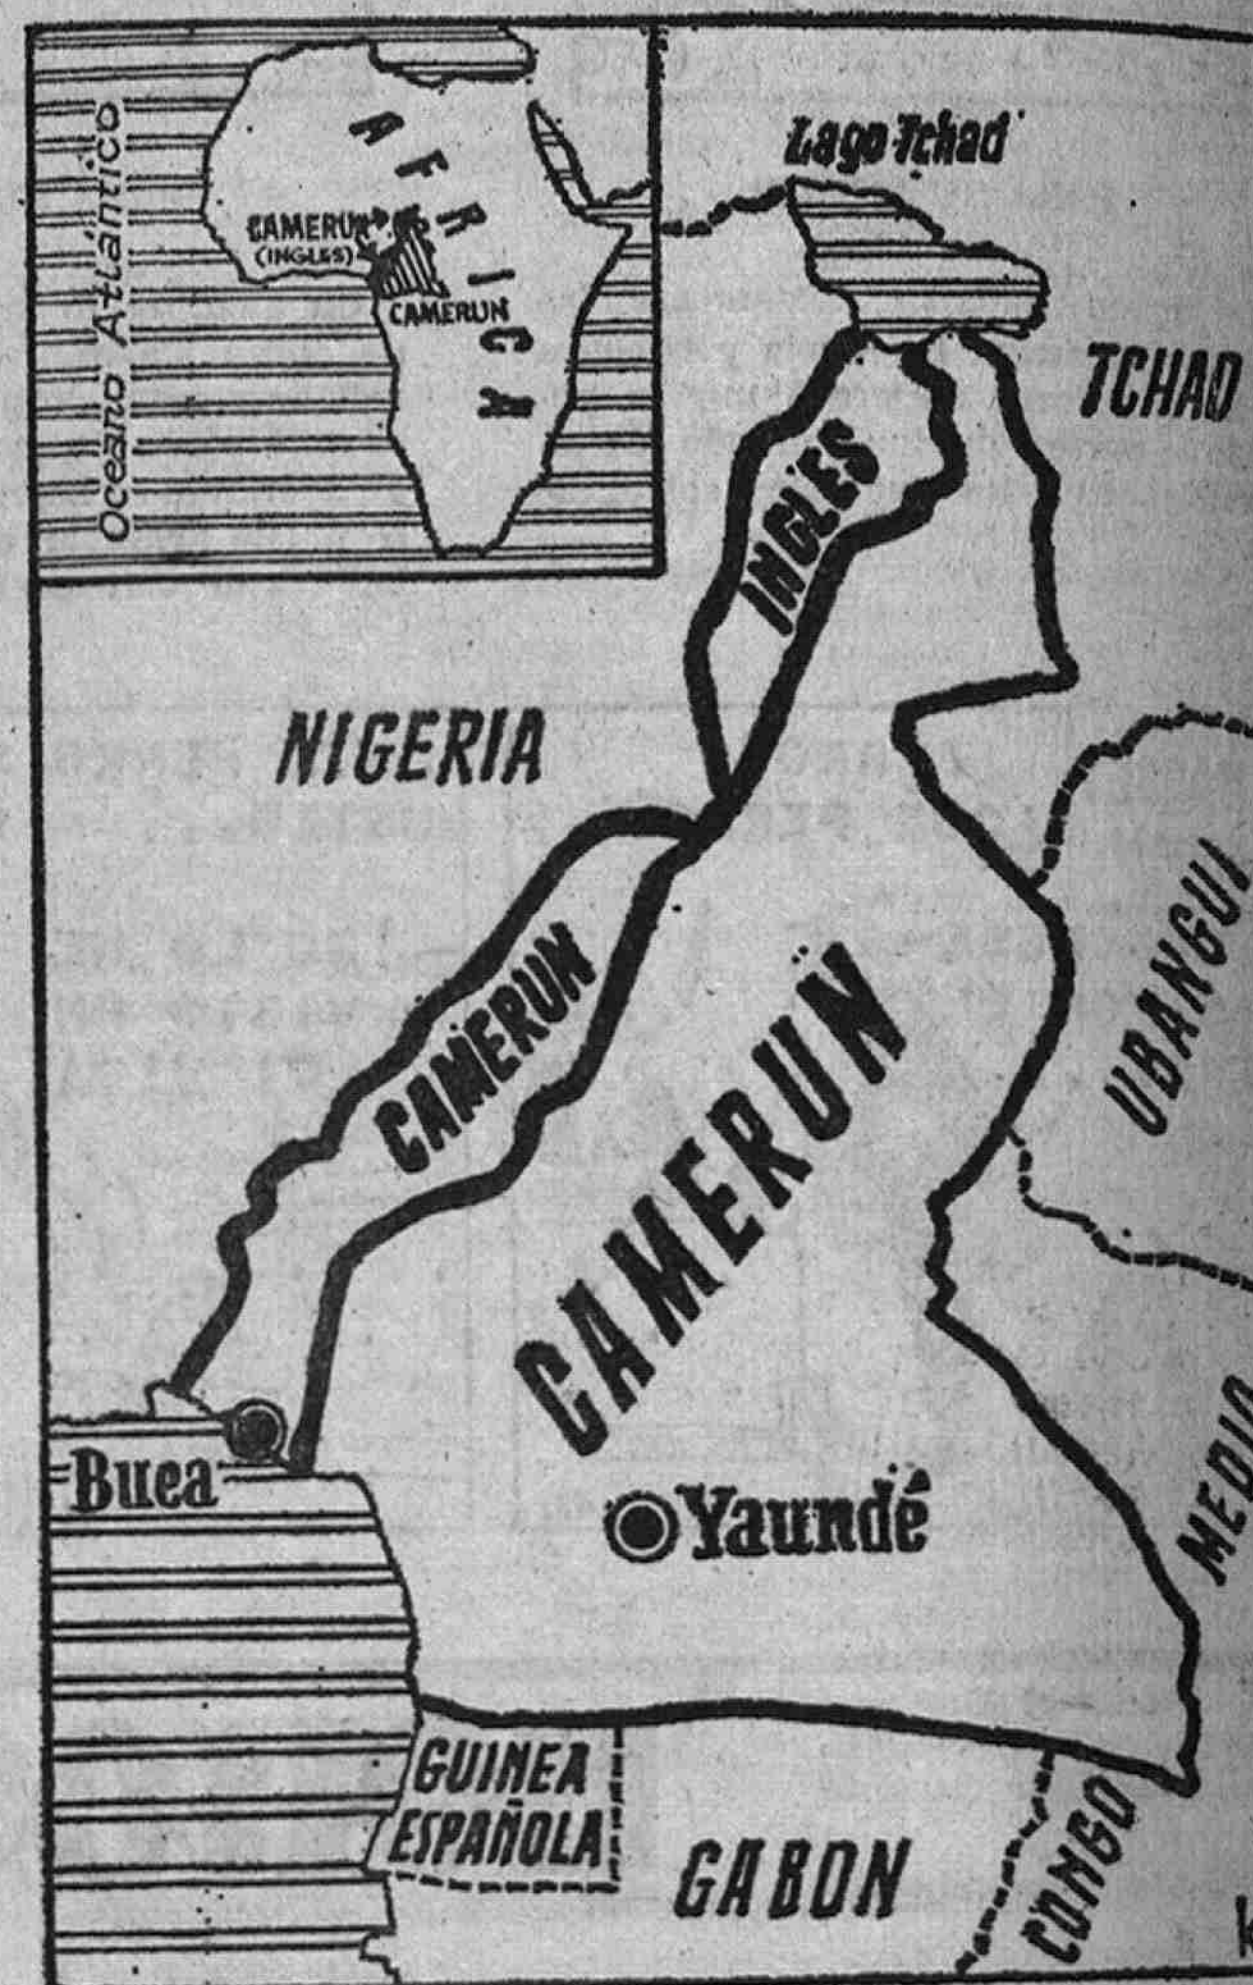 Oceano Atlántico
AFRICA
CAMERUN
(INGLES)
CAMERUN
Lago Tchad
TCHAD
INGLES
NIGERIA
UBANGUI
CAMERUN
CAMERUN
MEDIO
Buea
Yaundé
GUINEA
ESPAÑOLA
GABON
CONGO